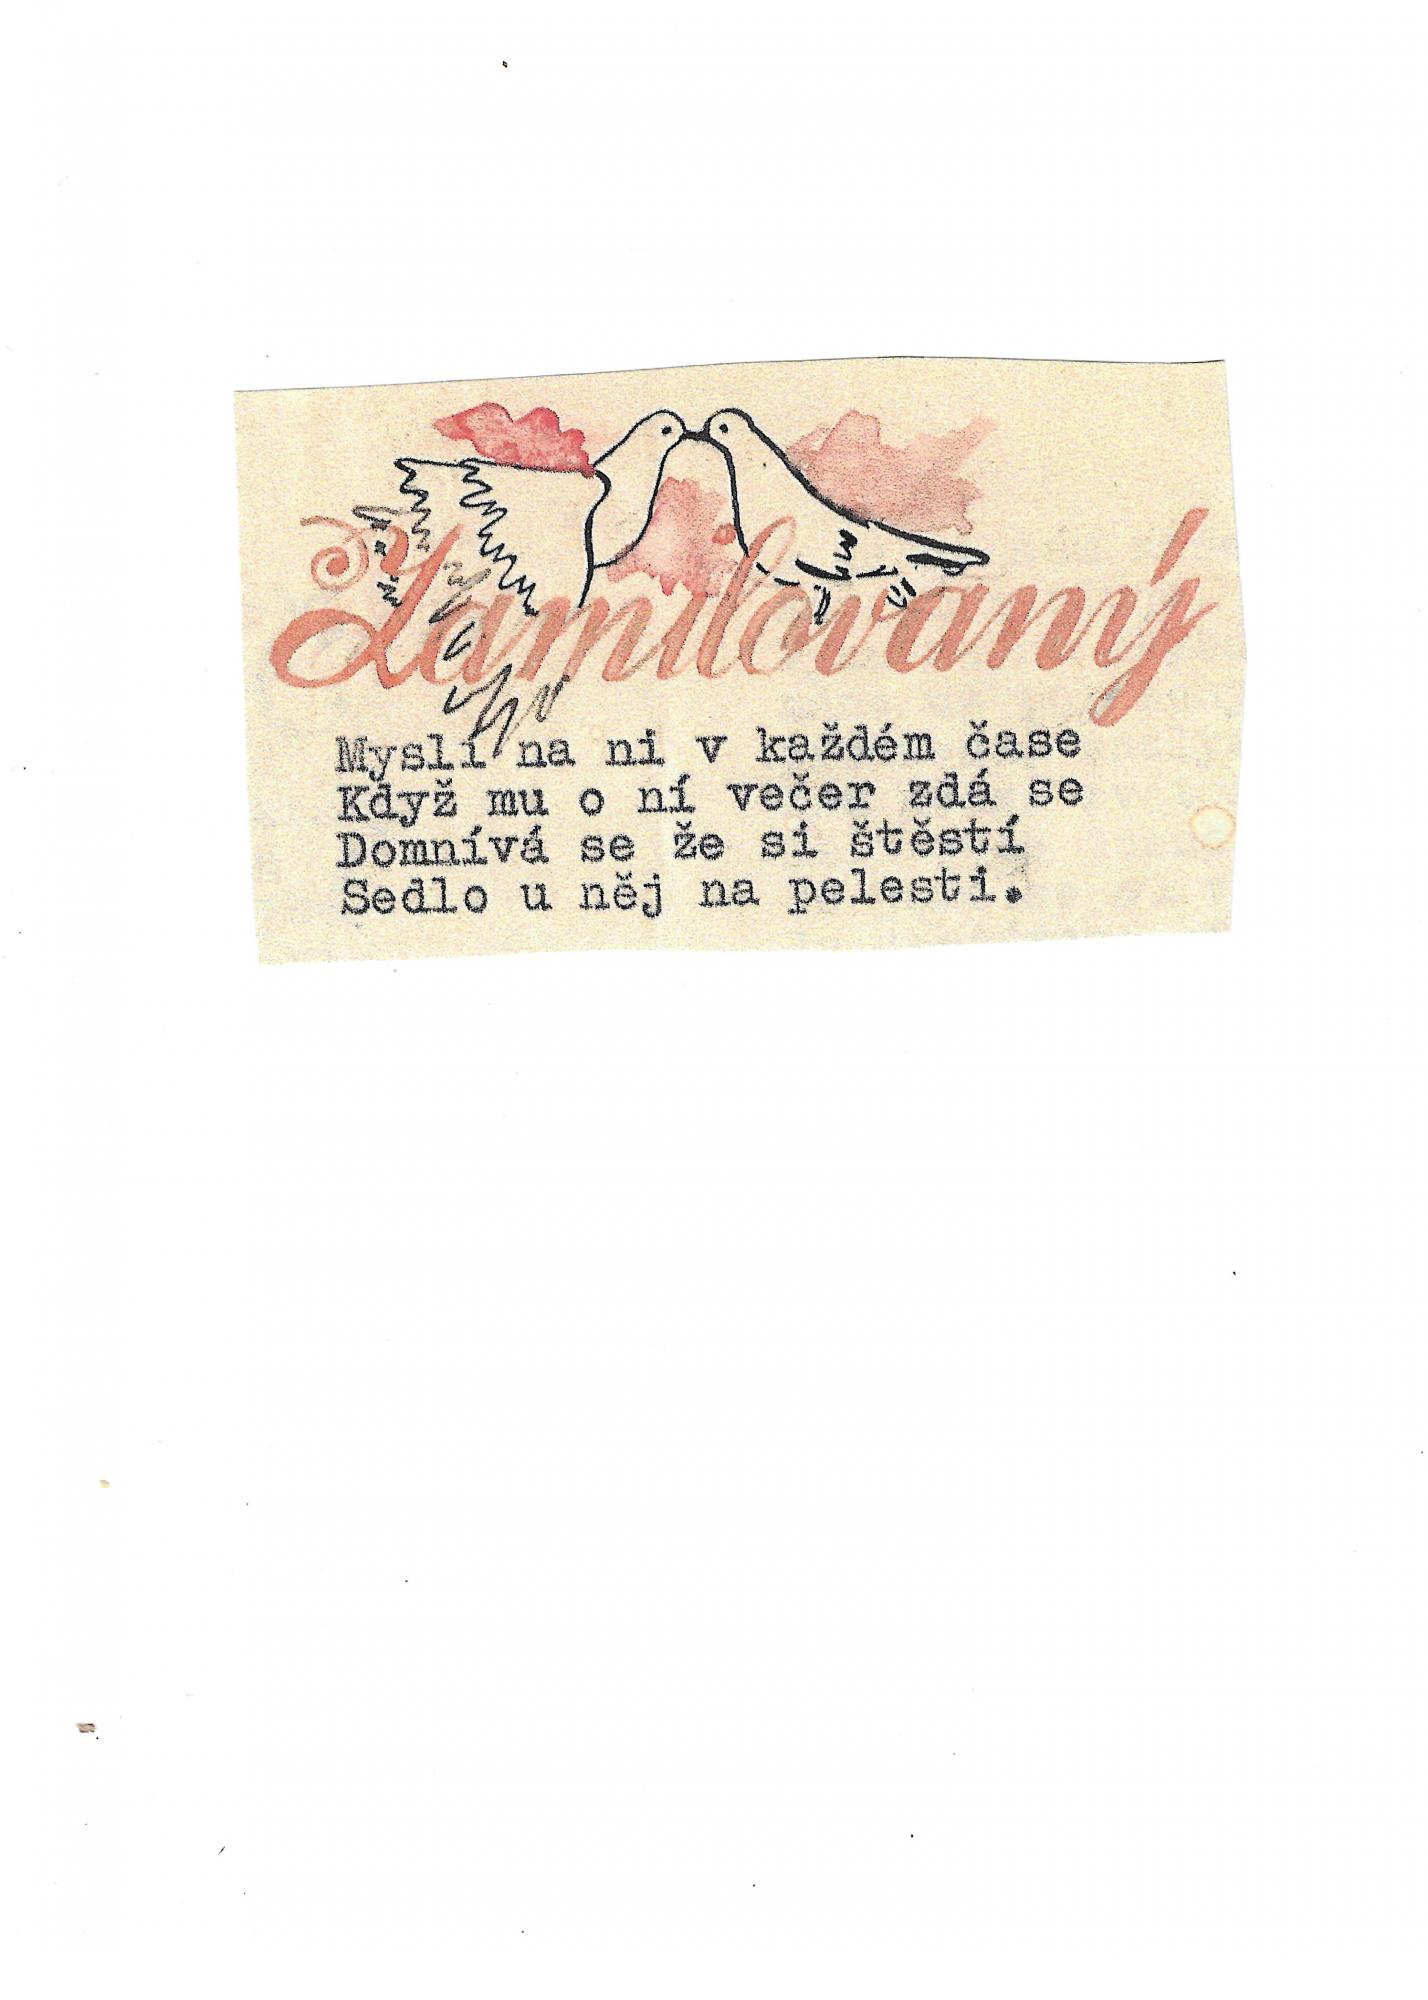 Zamilovaný
Myslí na ni v každém čase
Když mu o ní večer zdá se
Domnívá se že si štěstí
Sedlo u něj na pelesti.